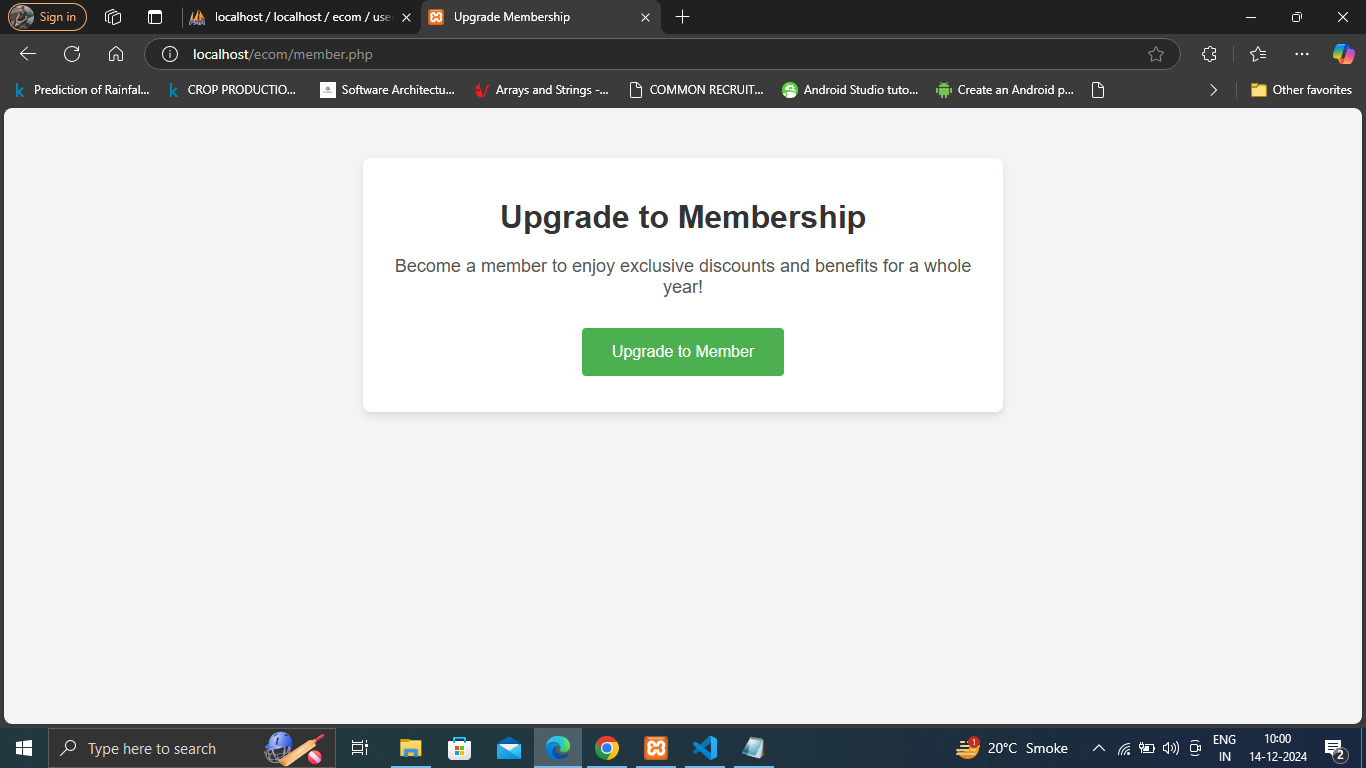 Sign in
localhost / localhost / ecom / use
Upgrade Membership
localhost/ecom/member.php
Prediction of Rainfal...
CROP PRODUCTIO...
Software Architectu...
Arrays and Strings -...
COMMON RECRUIT...
Android Studio tuto...
Create an Android p...
Other favorites
Upgrade to Membership
Become a member to enjoy exclusive discounts and benefits for a whole
year!
Upgrade to Member
Type here to search
1
20°C Smoke
ENG
IN
10:00
14-12-2024
2